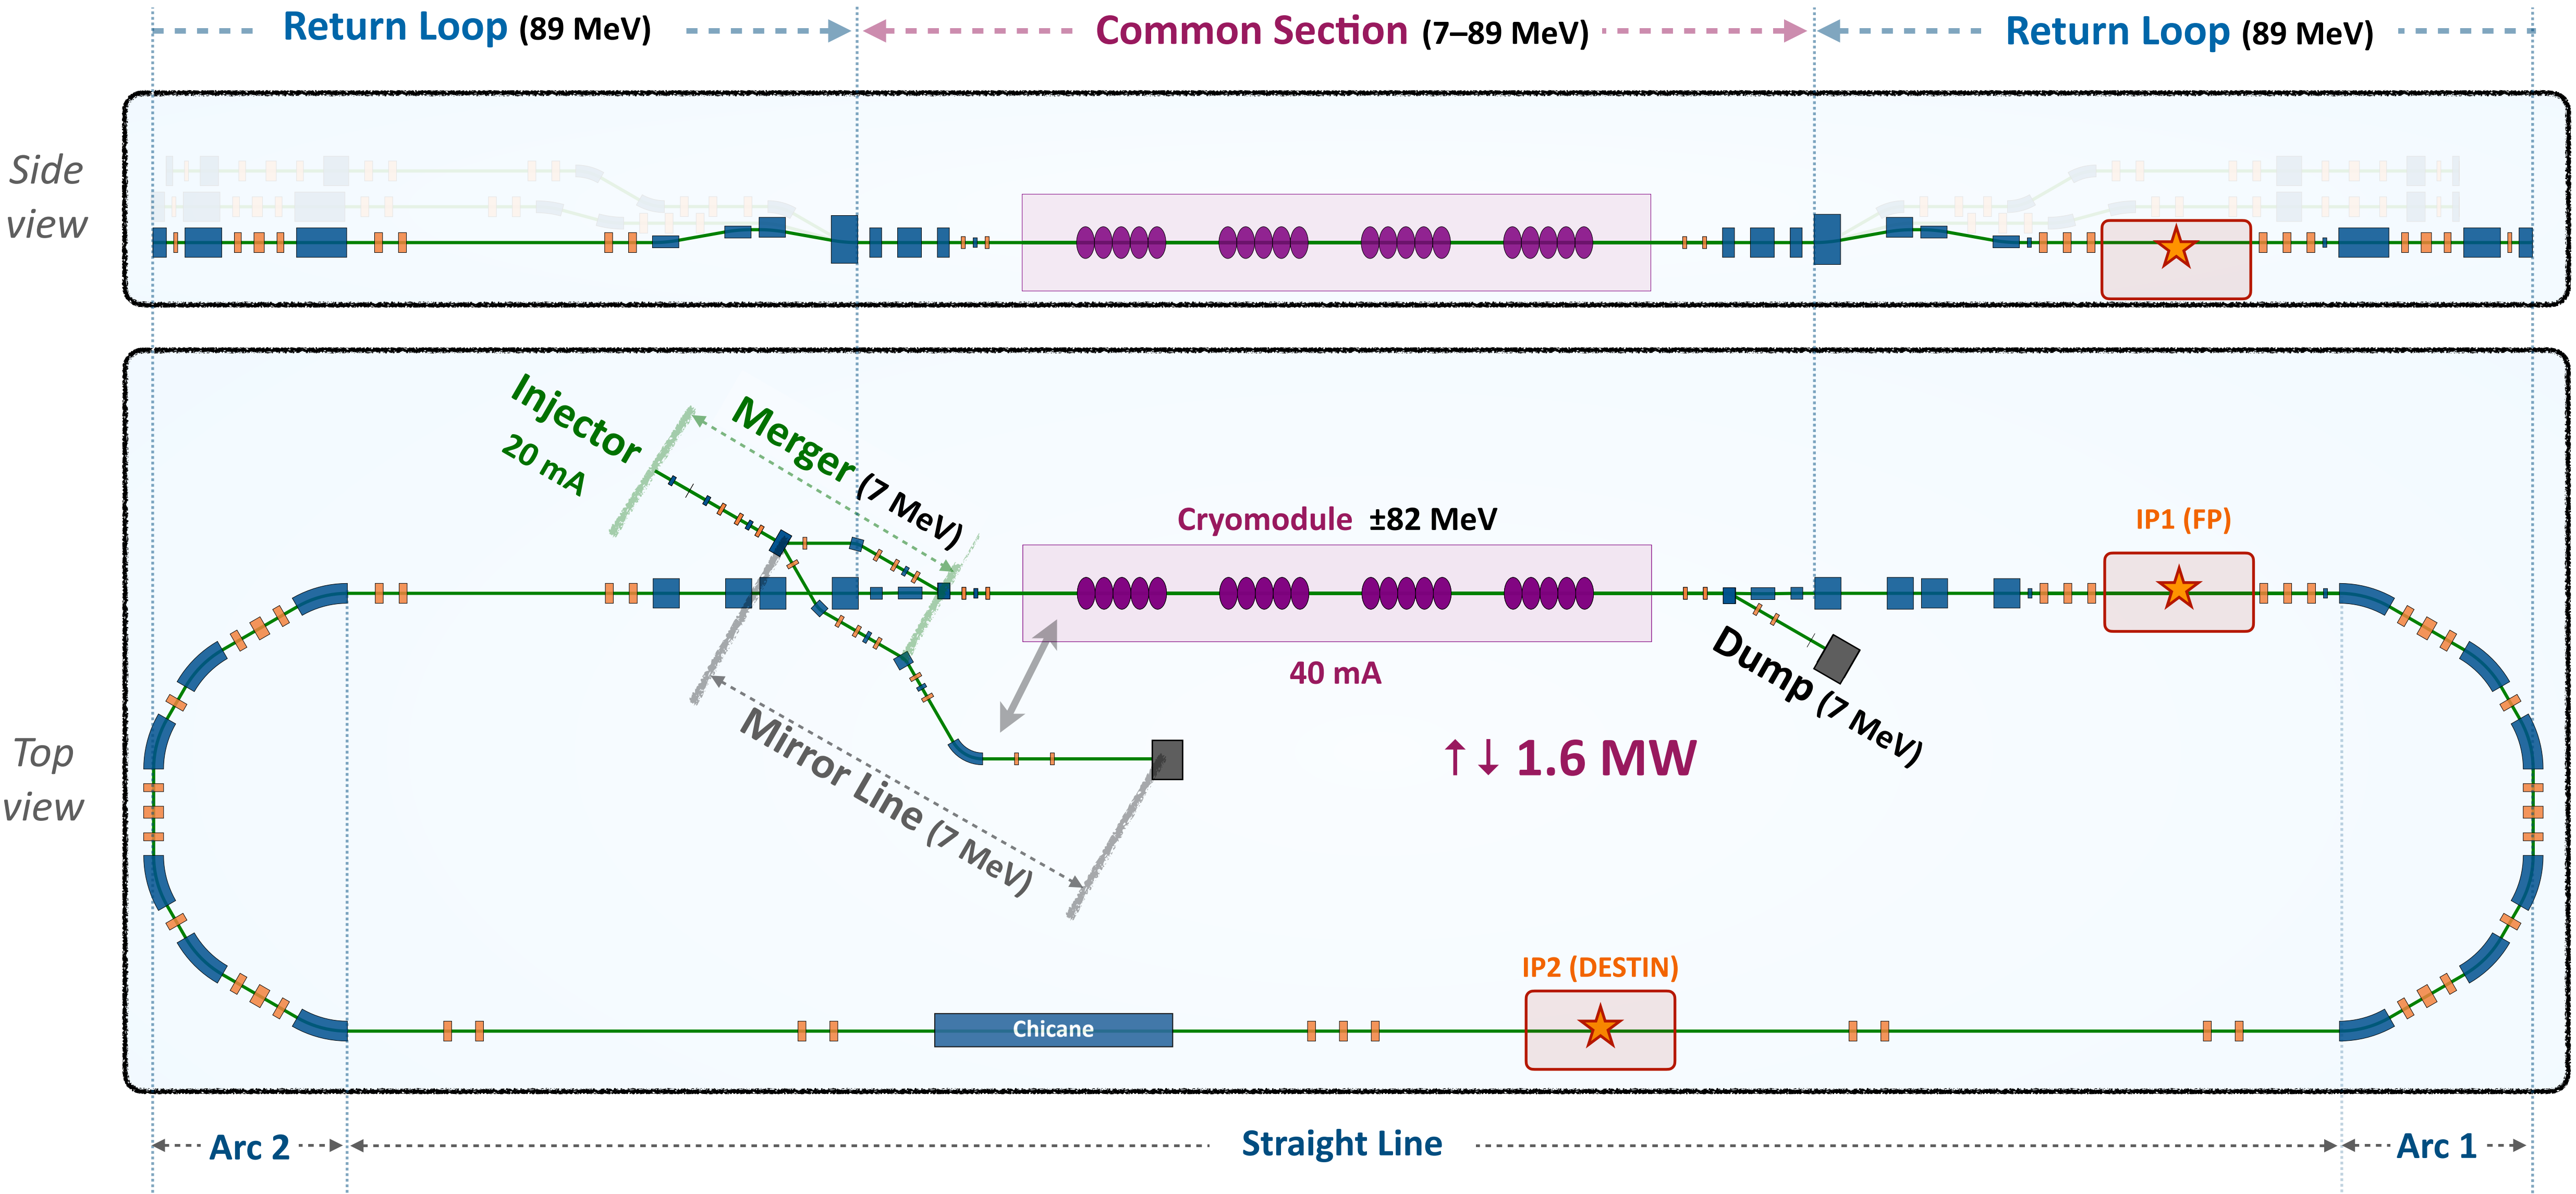 Return Loop (89 MeV)
Common Section (7–89 MeV)
Return Loop (89 MeV)
Side
view
Injector
20 mA
Merger (7 MeV)
Cryomodule ±82 MeV
IP1 (FP)
40 mA
Dump (7 MeV)
Mirror Line (7 MeV)
↑↓ 1.6 MW
Top
view
IP2 (DESTIN)
Chicane
Arc 2
Straight Line
Arc 1